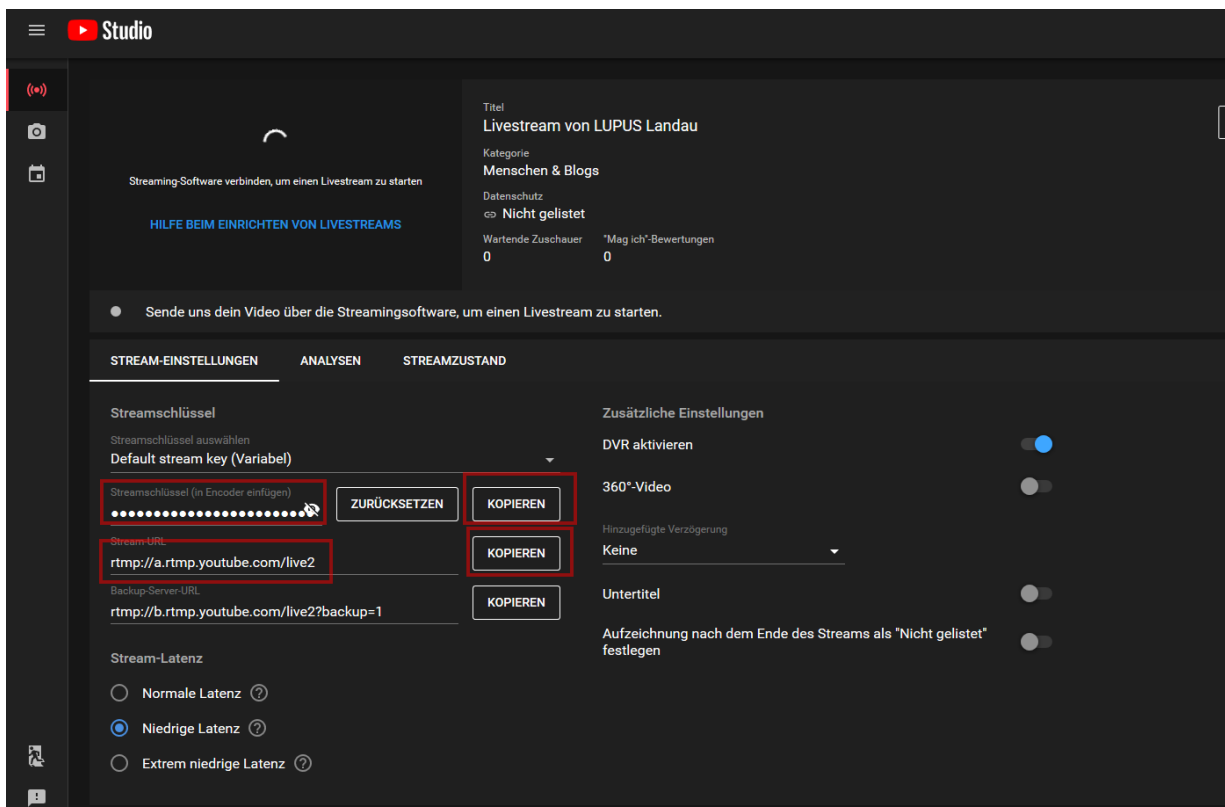 Studio
Titel
Livestream von LUPUS Landau
Kategorie
Menschen & Blogs
Datenschutz
Nicht gelistet
Wartende Zuschauer "Mag ich"-Bewertungen
0 0
Streaming-Software verbinden, um einen Livestream zu starten
HILFE BEIM EINRICHTEN VON LIVESTREAMS
Sende uns dein Video über die Streamingsoftware, um einen Livestream zu starten.
STREAM-EINSTELLUNGEN ANALYSEN STREAMZUSTAND
Streamschlüssel
Streamschlüssel auswählen
Default stream key (Variabel)
Streamschlüssel (in Encoder einfügen)
•••••••••••••••••••••••• ZURÜCKSETZEN KOPIEREN
Stream-URL
rtmp://a.rtmp.youtube.com/live2 KOPIEREN
Backup-Server-URL
rtmp://b.rtmp.youtube.com/live2?backup=1 KOPIEREN
Stream-Latenz
Normale Latenz ?
Niedrige Latenz ?
Extrem niedrige Latenz ?
Zusätzliche Einstellungen
DVR aktivieren
360°-Video
Hinzugefügte Verzögerung
Keine
Untertitel
Aufzeichnung nach dem Ende des Streams als "Nicht gelistet"
festlegen